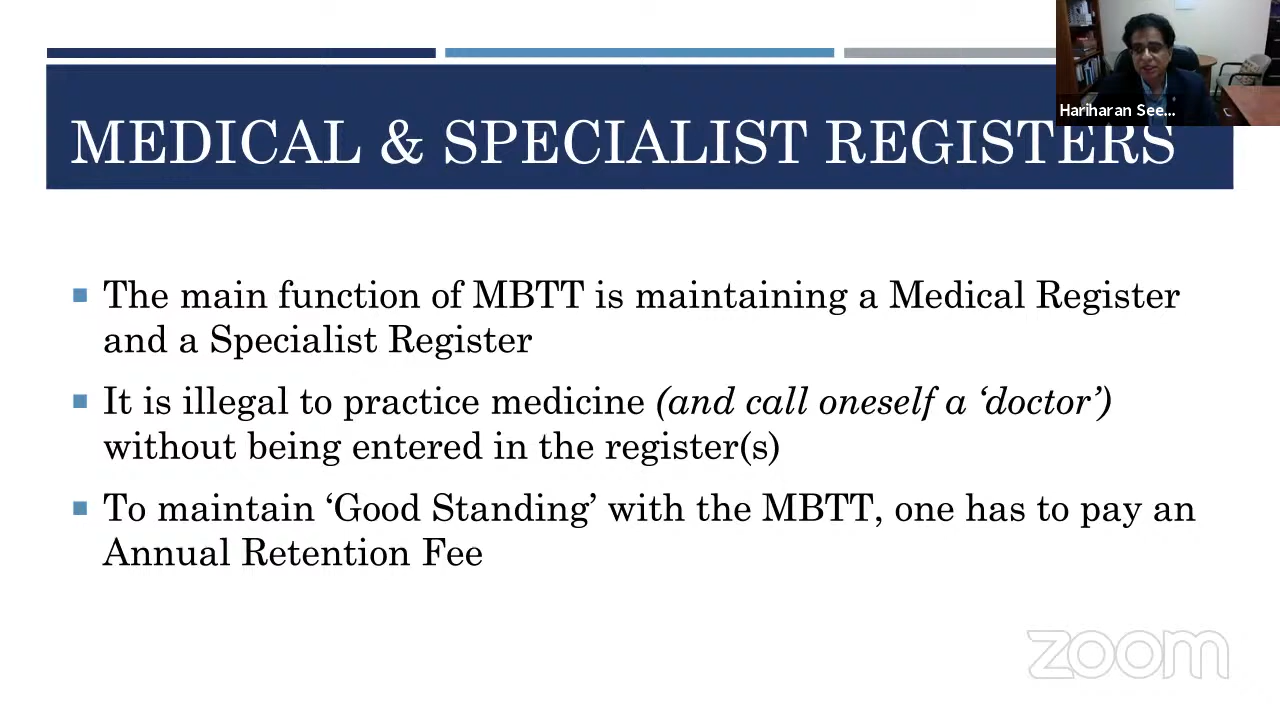 Hariharan See...
MEDICAL & SPECIALIST REGISTERS
The main function of MBTT is maintaining a Medical Register
and a Specialist Register
It is illegal to practice medicine (and call oneself a ‘doctor’)
without being entered in the register(s)
To maintain ‘Good Standing’ with the MBTT, one has to pay an
Annual Retention Fee
zoom